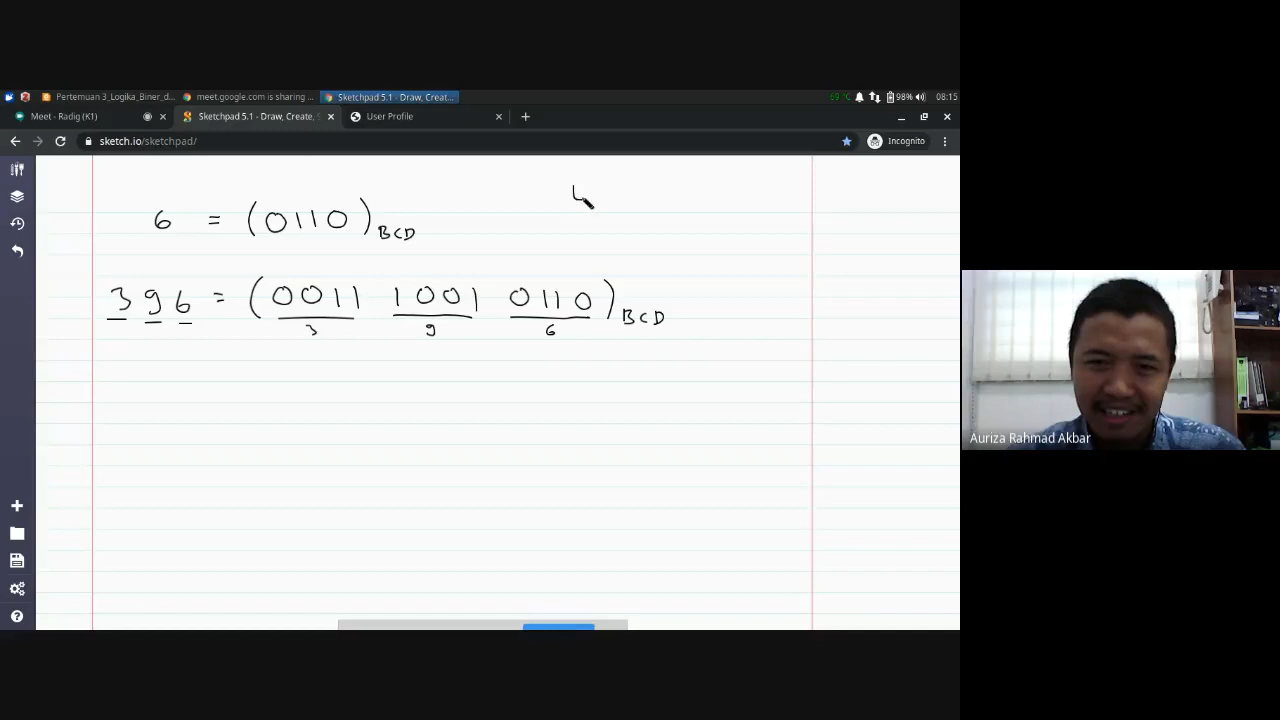 Pertemuan 3_Logika_Biner_d... meet.google.com is sharing ... Sketchpad 5.1 - Draw, Creat... 69 °C 98% 08:15
Meet - Radig (K1) Sketchpad 5.1 - Draw, Create, S User Profile
sketch.io/sketchpad/ Incognito
6 = (0110)BCD
396 = (0011 1001 0110)BCD
3 9 6
Auriza Rahmad Akbar